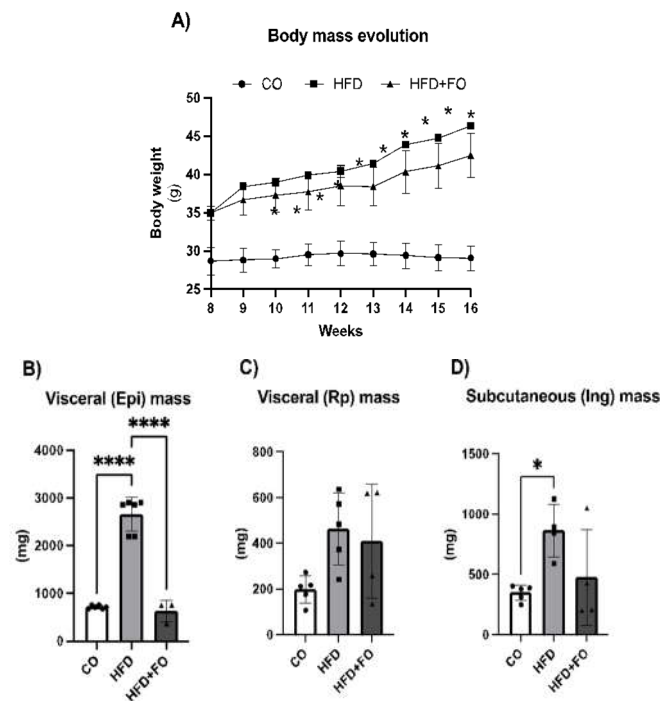 A)
Body mass evolution
CO HFD HFD+FO
Body weight
(g)
50
45
40
35
30
25
* * * * * *
* * * *
8 9 10 11 12 13 14 15 16
Weeks
B)
Visceral (Epi) mass
****
****
(mg)
4000
3000
2000
1000
0
CO
HFD
HFD+FO
C)
Visceral (Rp) mass
(mg)
800
600
400
200
0
CO
HFD
HFD+FO
D)
Subcutaneous (Ing) mass
*
(mg)
1500
1000
500
0
CO
HFD
HFD+FO